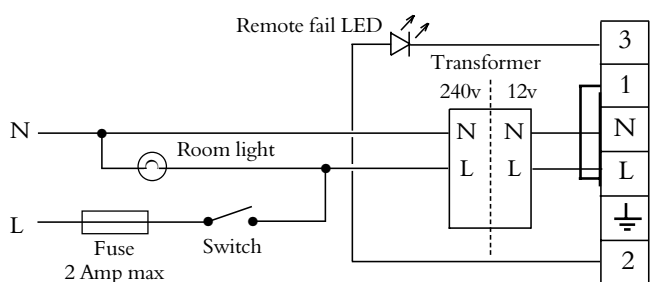 Remote fail LED
3
Transformer
240v 12v
1
N
N N
N
Room light
L L
L
L
Fuse
2 Amp max
Switch
2